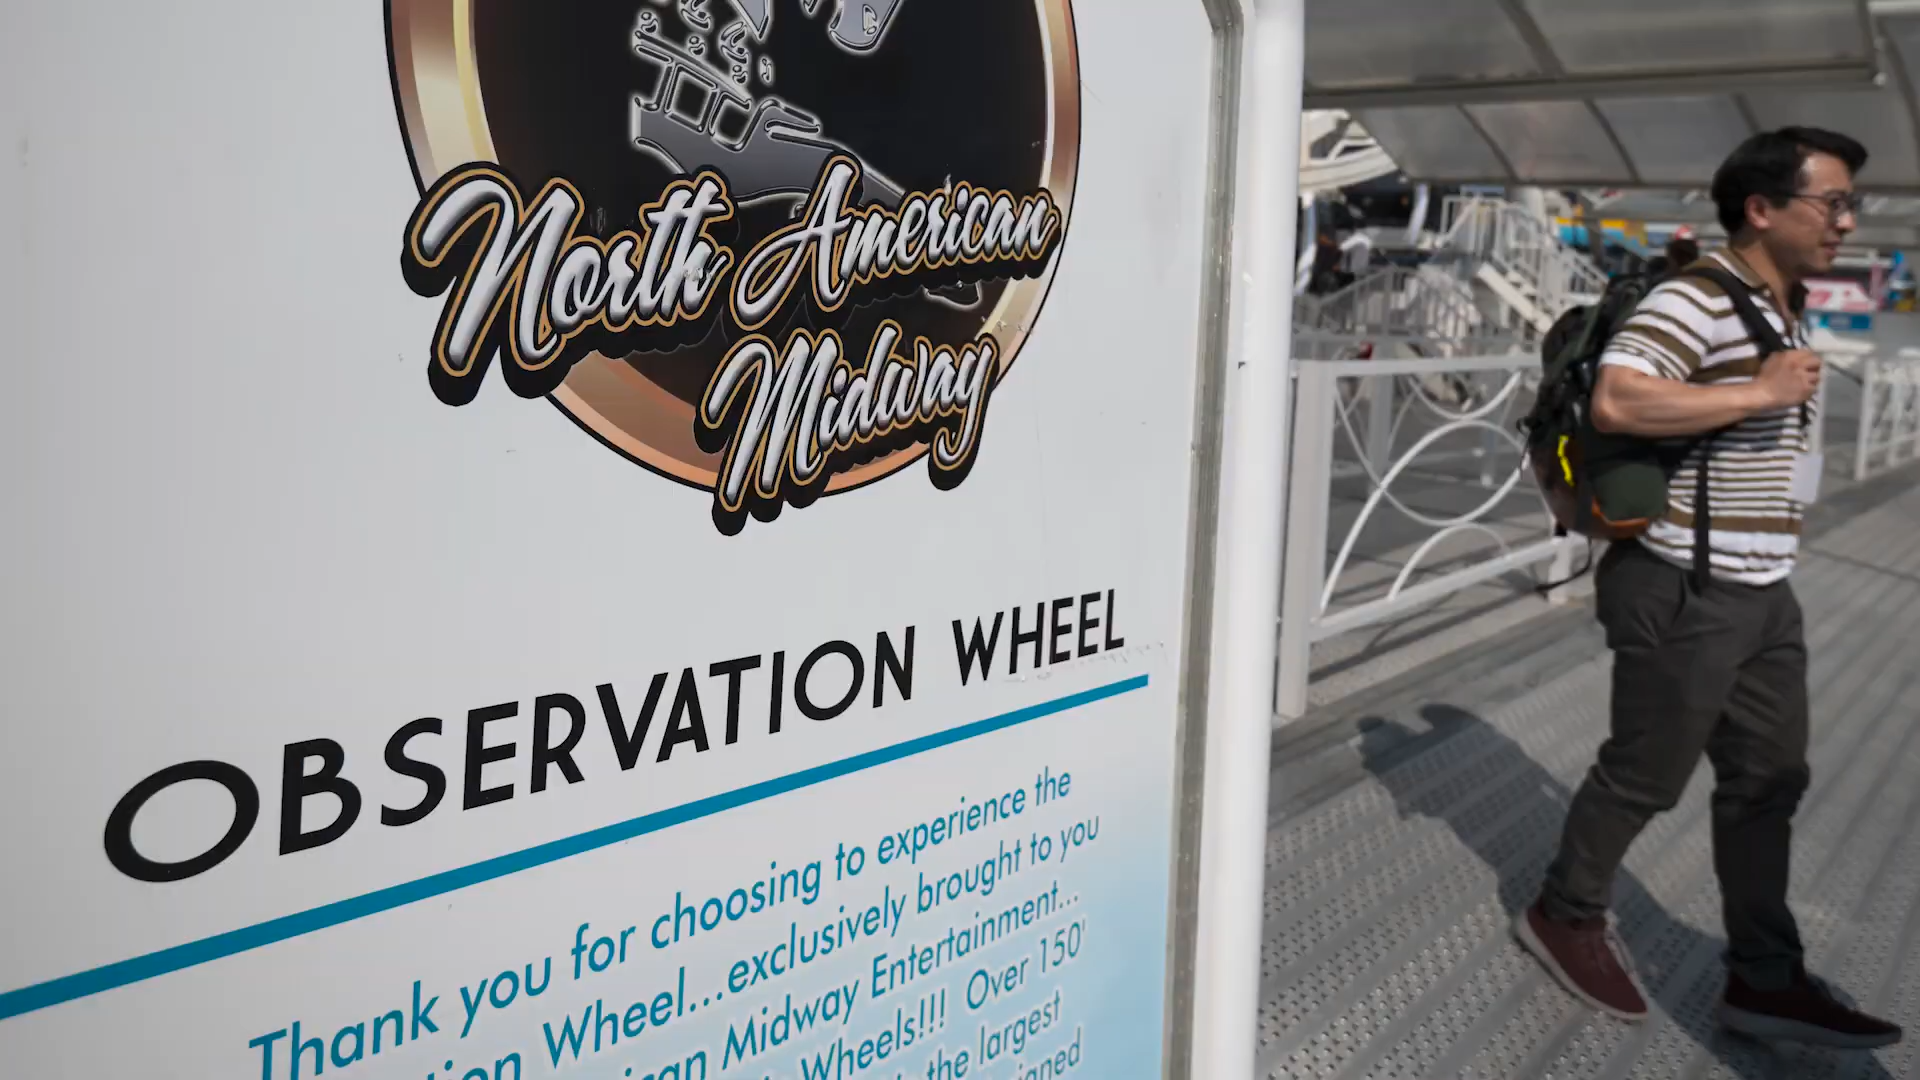 North American
Midway
OBSERVATION WHEEL
Thank you for choosing to experience the
Wheel...exclusively brought to you
Midway Entertainment...
Wheels!!! Over 150'
the largest